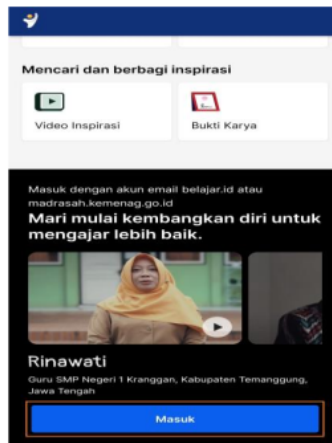 Mencari dan berbagi inspirasi
Video Inspirasi
Bukti Karya
Masuk dengan akun email belajar.id atau
madrasah.kemenag.go.id
Mari mulai kembangkan diri untuk
mengajar lebih baik.
Rinawati
Guru SMP Negeri 1 Kranggan, Kabupaten Temanggung,
Jawa Tengah
Masuk